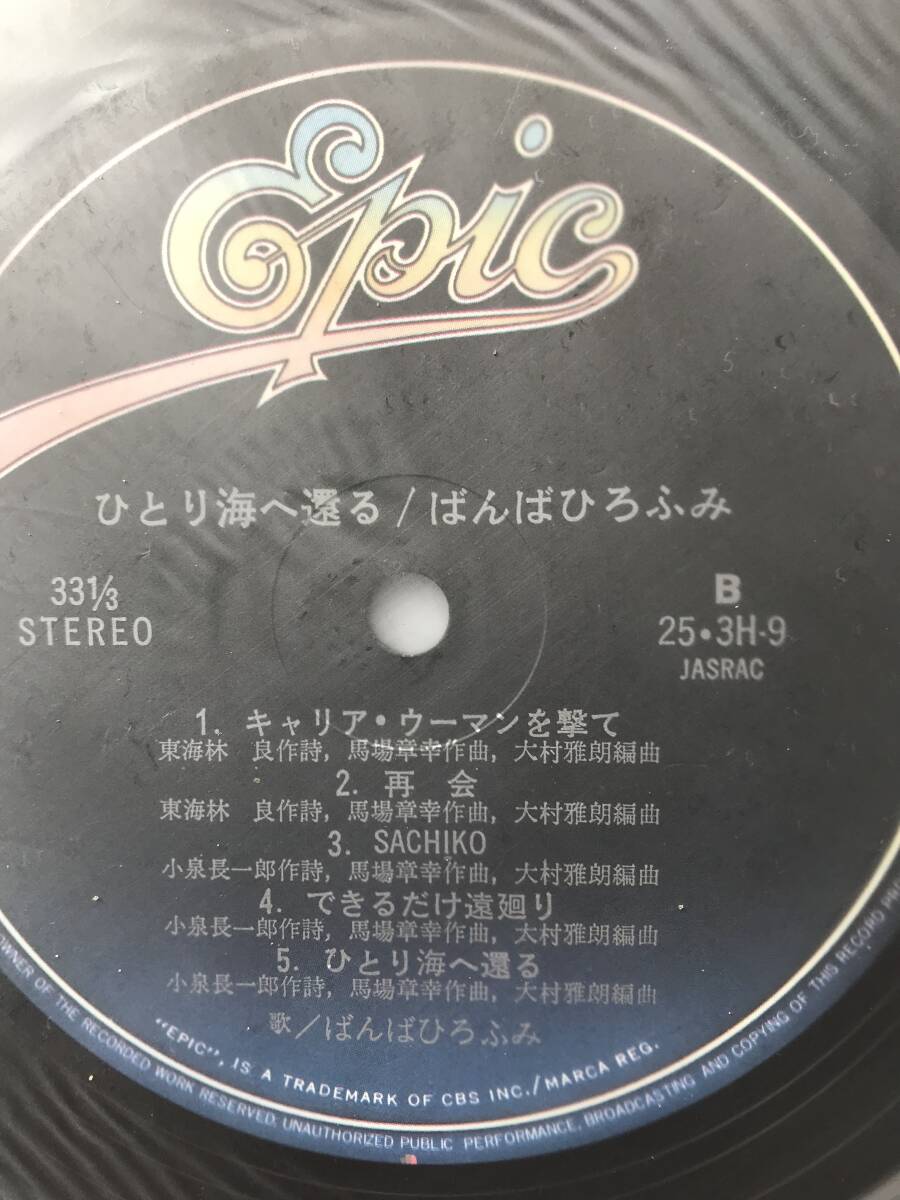 Epic
ひとり海へ還る/ばんばひろふみ
33 1/3
STEREO
B
25・3H-9
JASRAC
1. キャリア・ウーマンを撃て
東海林 良作詩, 馬場章幸作曲, 大村雅朗編曲
2. 再 会
東海林 良作詩, 馬場章幸作曲, 大村雅朗編曲
3. SACHIKO
小泉長一郎作詩, 馬場章幸作曲, 大村雅朗編曲
4. できるだけ遠廻り
小泉長一郎作詩, 馬場章幸作曲, 大村雅朗編曲
5. ひとり海へ還る
小泉長一郎作詩, 馬場章幸作曲, 大村雅朗編曲
歌/ばんばひろふみ
"EPIC", IS A TRADEMARK OF CBS INC./MARCA REG.
OWNER OF THE RECORDED WORK RESERVED, UNAUTHORIZED PUBLIC PERFORMANCE, BROADCASTING AND COPYING OF THIS RECORD